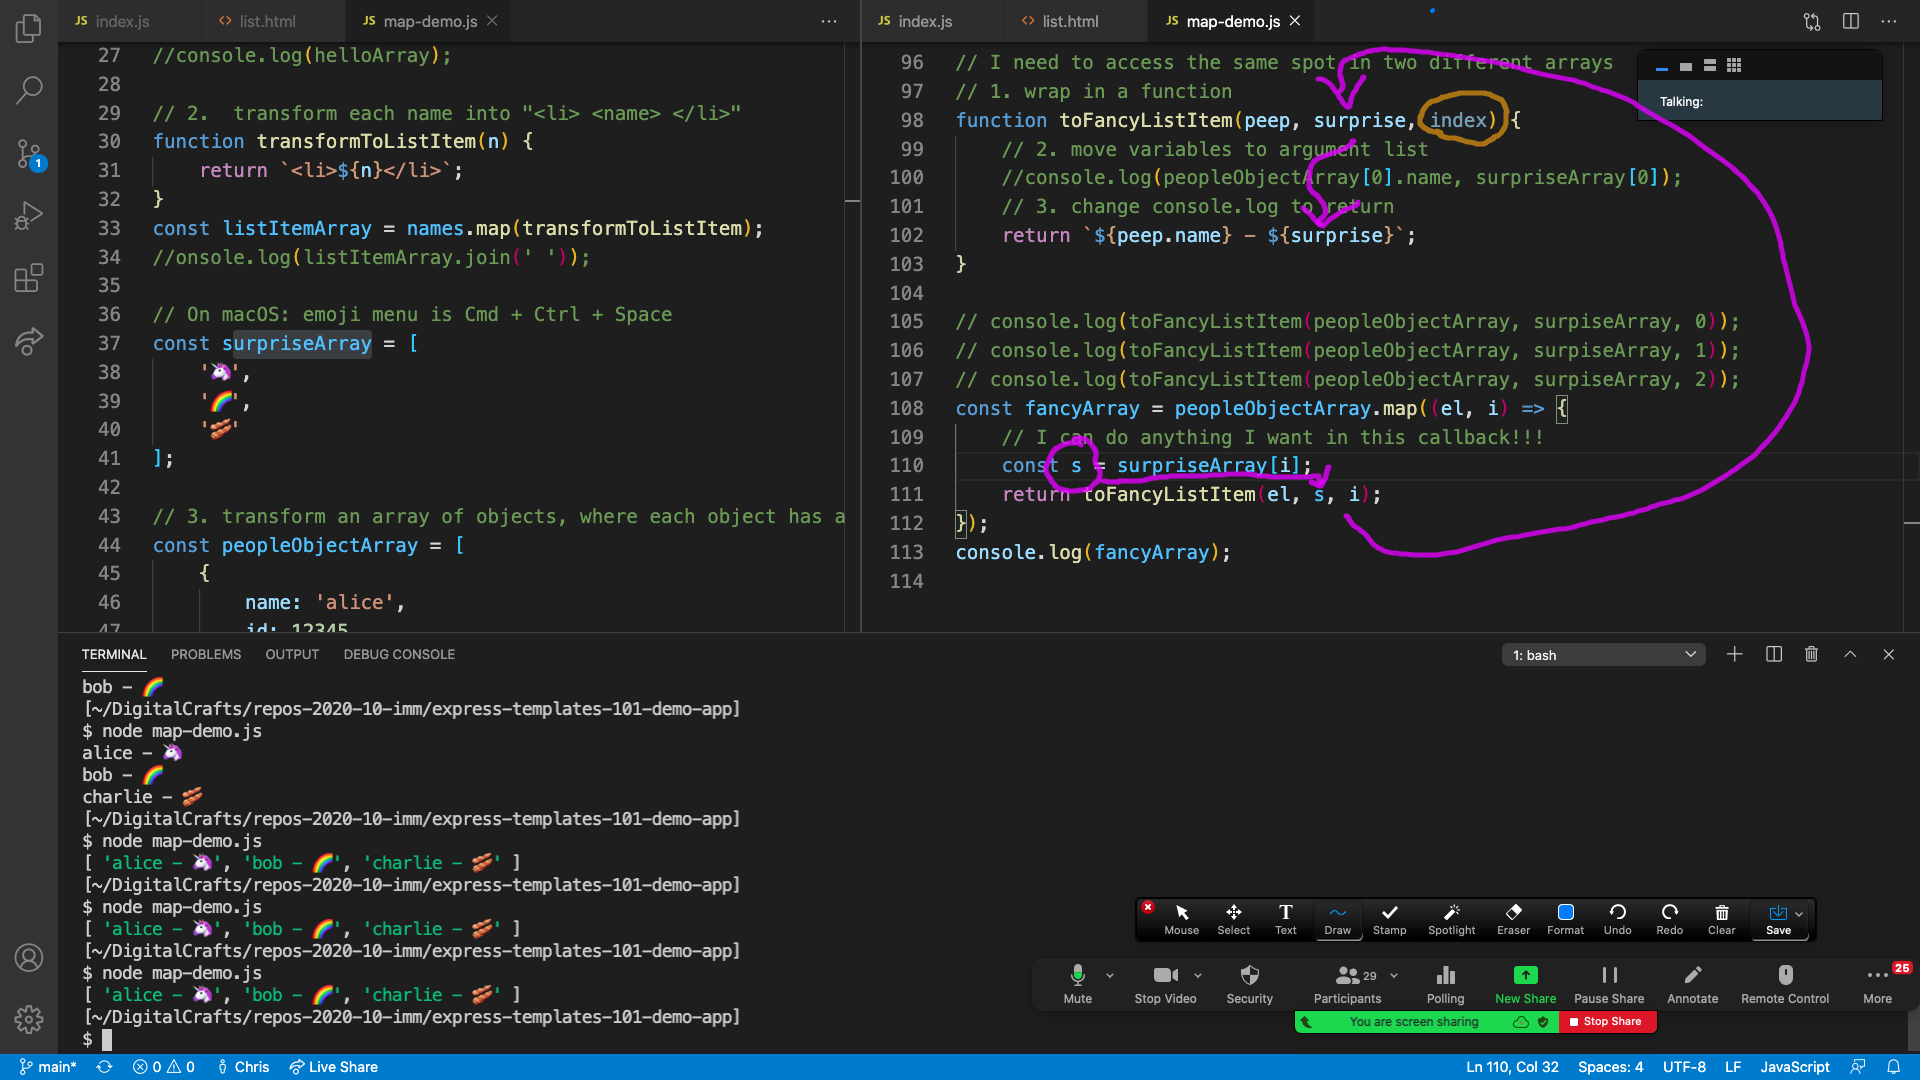 JS index.js <> list.html JS map-demo.js
27 //console.log(helloArray);
28
29 // 2.  transform each name into "<li> <name> </li>"
30 function transformToListItem(n) {
31 return `<li>${n}</li>`;
32 }
33 const listItemArray = names.map(transformToListItem);
34 //onsole.log(listItemArray.join(' '));
35
36 // On macOS: emoji menu is Cmd + Ctrl + Space
37 const surpriseArray = [
38 '🦄',
39 '🌈',
40 '🥓'
41 ];
42
43 // 3. transform an array of objects, where each object has a
44 const peopleObjectArray = [
45 {
46 name: 'alice',
47 id: 12345
JS index.js <> list.html JS map-demo.js
96 // I need to access the same spot in two different arrays
97 // 1. wrap in a function
98 function toFancyListItem(peep, surprise, index) {
99 // 2. move variables to argument list
100 //console.log(peopleObjectArray[0].name, surpriseArray[0]);
101 // 3. change console.log to return
102 return `${peep.name} - ${surprise}`;
103 }
104
105 // console.log(toFancyListItem(peopleObjectArray, surpiseArray, 0));
106 // console.log(toFancyListItem(peopleObjectArray, surpiseArray, 1));
107 // console.log(toFancyListItem(peopleObjectArray, surpiseArray, 2));
108 const fancyArray = peopleObjectArray.map((el, i) => {
109 // I can do anything I want in this callback!!!
110 const s = surpriseArray[i];
111 return toFancyListItem(el, s, i);
112 });
113 console.log(fancyArray);
114
Talking:
1
TERMINAL PROBLEMS OUTPUT DEBUG CONSOLE 1: bash
bob - 🌈
[~/DigitalCrafts/repos-2020-10-imm/express-templates-101-demo-app]
$ node map-demo.js
alice - 🦄
bob - 🌈
charlie - 🥓
[~/DigitalCrafts/repos-2020-10-imm/express-templates-101-demo-app]
$ node map-demo.js
[ 'alice - 🦄', 'bob - 🌈', 'charlie - 🥓' ]
[~/DigitalCrafts/repos-2020-10-imm/express-templates-101-demo-app]
$ node map-demo.js
[ 'alice - 🦄', 'bob - 🌈', 'charlie - 🥓' ]
[~/DigitalCrafts/repos-2020-10-imm/express-templates-101-demo-app]
$ node map-demo.js
[ 'alice - 🦄', 'bob - 🌈', 'charlie - 🥓' ]
[~/DigitalCrafts/repos-2020-10-imm/express-templates-101-demo-app]
$
Mouse Select Text Draw Stamp Spotlight Eraser Format Undo Redo Clear Save
29 25
Mute Stop Video Security Participants Polling New Share Pause Share Annotate Remote Control More
You are screen sharing Stop Share
main* 0 0 Chris Live Share Ln 110, Col 32 Spaces: 4 UTF-8 LF JavaScript